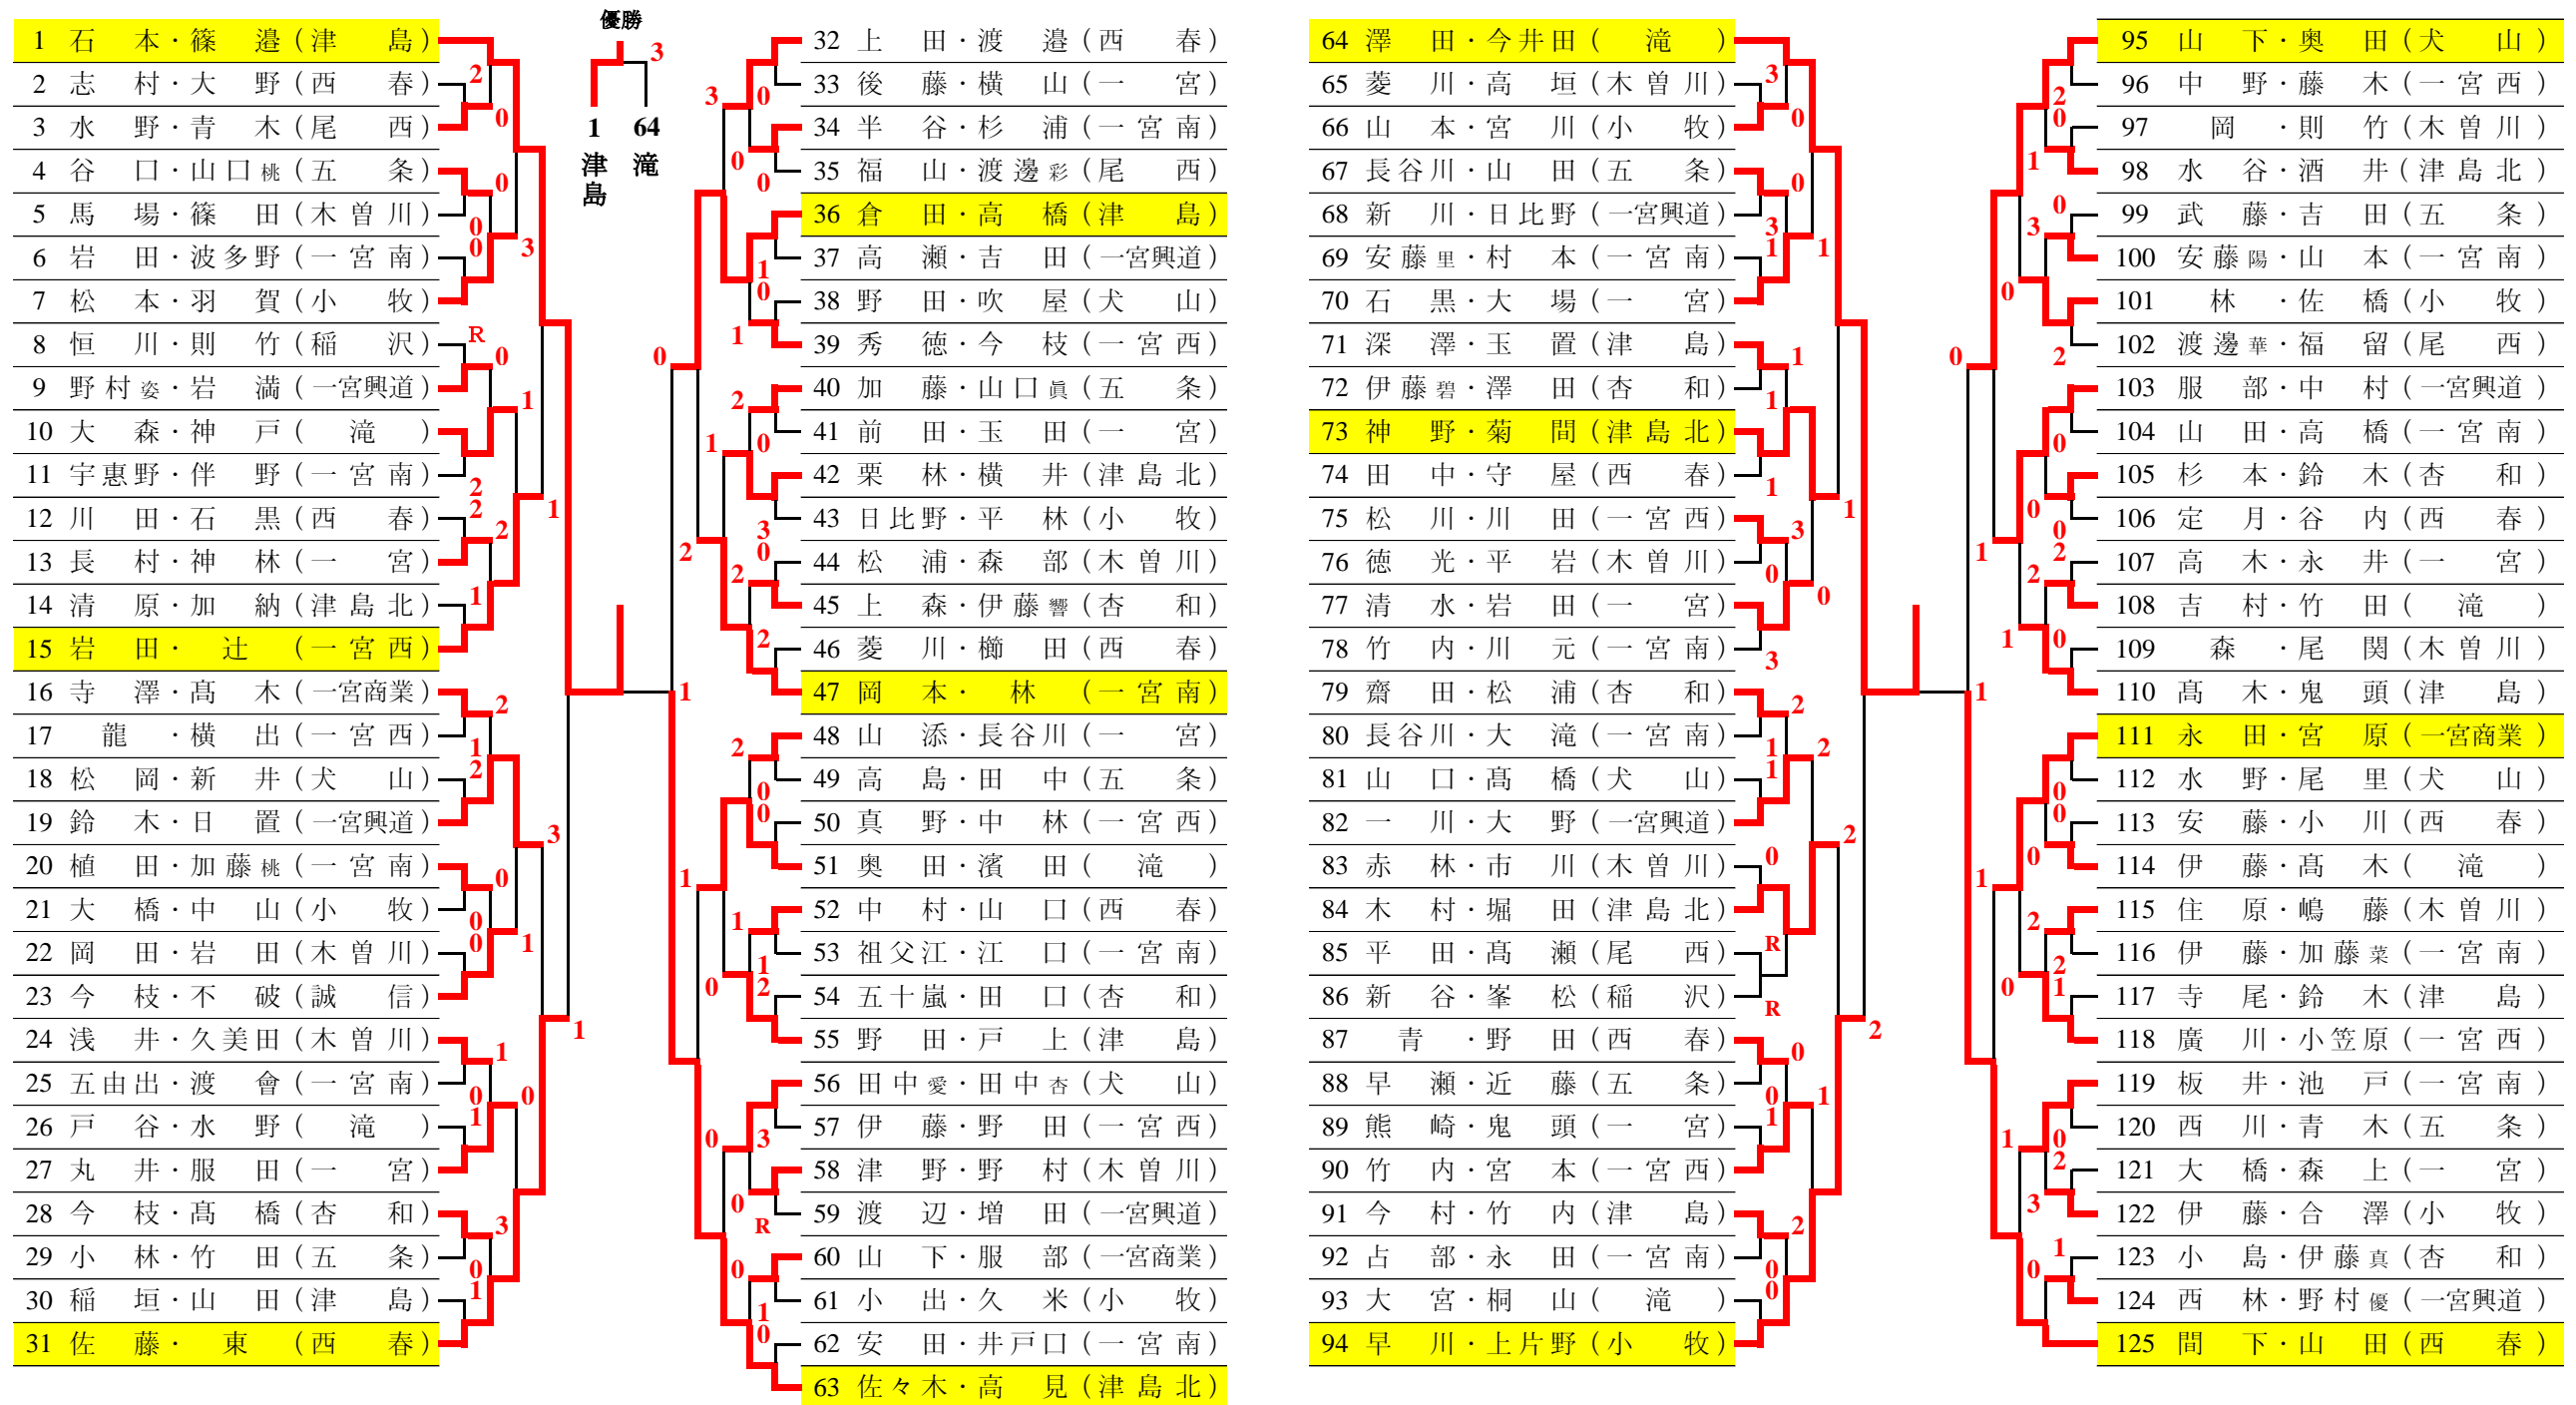 優勝
3
1 64
津島 滝
1 石本・篠邉(津島)
2 志村・大野(西春)
3 水野・青木(尾西)
4 谷口・山口桃(五条)
5 馬場・篠田(木曽川)
6 岩田・波多野(一宮南)
7 松本・羽賀(小牧)
8 恒川・則竹(稲沢)
9 野村姿・岩満(一宮興道)
10 大森・神戸(滝)
11 宇惠野・伴野(一宮南)
12 川田・石黒(西春)
13 長村・神林(一宮)
14 清原・加納(津島北)
15 岩田・辻(一宮西)
16 寺澤・髙木(一宮商業)
17 龍・横出(一宮西)
18 松岡・新井(犬山)
19 鈴木・日置(一宮興道)
20 植田・加藤桃(一宮南)
21 大橋・中山(小牧)
22 岡田・岩田(木曽川)
23 今枝・不破(誠信)
24 浅井・久美田(木曽川)
25 五由出・渡會(一宮南)
26 戸谷・水野(滝)
27 丸井・服田(一宮)
28 今枝・髙橋(杏和)
29 小林・竹田(五条)
30 稲垣・山田(津島)
31 佐藤・東(西春)
32 上田・渡邉(西春)
33 後藤・横山(一宮)
34 半谷・杉浦(一宮南)
35 福山・渡邊彩(尾西)
36 倉田・高橋(津島)
37 高瀬・吉田(一宮興道)
38 野田・吹屋(犬山)
39 秀徳・今枝(一宮西)
40 加藤・山口眞(五条)
41 前田・玉田(一宮)
42 栗林・横井(津島北)
43 日比野・平林(小牧)
44 松浦・森部(木曽川)
45 上森・伊藤響(杏和)
46 菱川・櫛田(西春)
47 岡本・林(一宮南)
48 山添・長谷川(一宮)
49 高島・田中(五条)
50 真野・中林(一宮西)
51 奥田・濱田(滝)
52 中村・山口(西春)
53 祖父江・江口(一宮南)
54 五十嵐・田口(杏和)
55 野田・戸上(津島)
56 田中愛・田中杏(犬山)
57 伊藤・野田(一宮西)
58 津野・野村(木曽川)
59 渡辺・増田(一宮興道)
60 山下・服部(一宮商業)
61 小出・久米(小牧)
62 安田・井戸口(一宮南)
63 佐々木・高見(津島北)
64 澤田・今井田(滝)
65 菱川・高垣(木曽川)
66 山本・宮川(小牧)
67 長谷川・山田(五条)
68 新川・日比野(一宮興道)
69 安藤里・村本(一宮南)
70 石黒・大場(一宮)
71 深澤・玉置(津島)
72 伊藤碧・澤田(杏和)
73 神野・菊間(津島北)
74 田中・守屋(西春)
75 松川・川田(一宮西)
76 徳光・平岩(木曽川)
77 清水・岩田(一宮)
78 竹内・川元(一宮南)
79 齋田・松浦(杏和)
80 長谷川・大滝(一宮南)
81 山口・髙橋(犬山)
82 一川・大野(一宮興道)
83 赤林・市川(木曽川)
84 木村・堀田(津島北)
85 平田・髙瀬(尾西)
86 新谷・峯松(稲沢)
87 青・野田(西春)
88 早瀬・近藤(五条)
89 熊崎・鬼頭(一宮)
90 竹内・宮本(一宮西)
91 今村・竹内(津島)
92 占部・永田(一宮南)
93 大宮・桐山(滝)
94 早川・上片野(小牧)
95 山下・奥田(犬山)
96 中野・藤木(一宮西)
97 岡・則竹(木曽川)
98 水谷・酒井(津島北)
99 武藤・吉田(五条)
100 安藤陽・山本(一宮南)
101 林・佐橋(小牧)
102 渡邊華・福留(尾西)
103 服部・中村(一宮興道)
104 山田・高橋(一宮南)
105 杉本・鈴木(杏和)
106 定月・谷内(西春)
107 高木・永井(一宮)
108 吉村・竹田(滝)
109 森・尾関(木曽川)
110 髙木・鬼頭(津島)
111 永田・宮原(一宮商業)
112 水野・尾里(犬山)
113 安藤・小川(西春)
114 伊藤・髙木(滝)
115 住原・嶋藤(木曽川)
116 伊藤・加藤菜(一宮南)
117 寺尾・鈴木(津島)
118 廣川・小笠原(一宮西)
119 板井・池戸(一宮南)
120 西川・青木(五条)
121 大橋・森上(一宮)
122 伊藤・合澤(小牧)
123 小島・伊藤真(杏和)
124 西林・野村優(一宮興道)
125 間下・山田(西春)